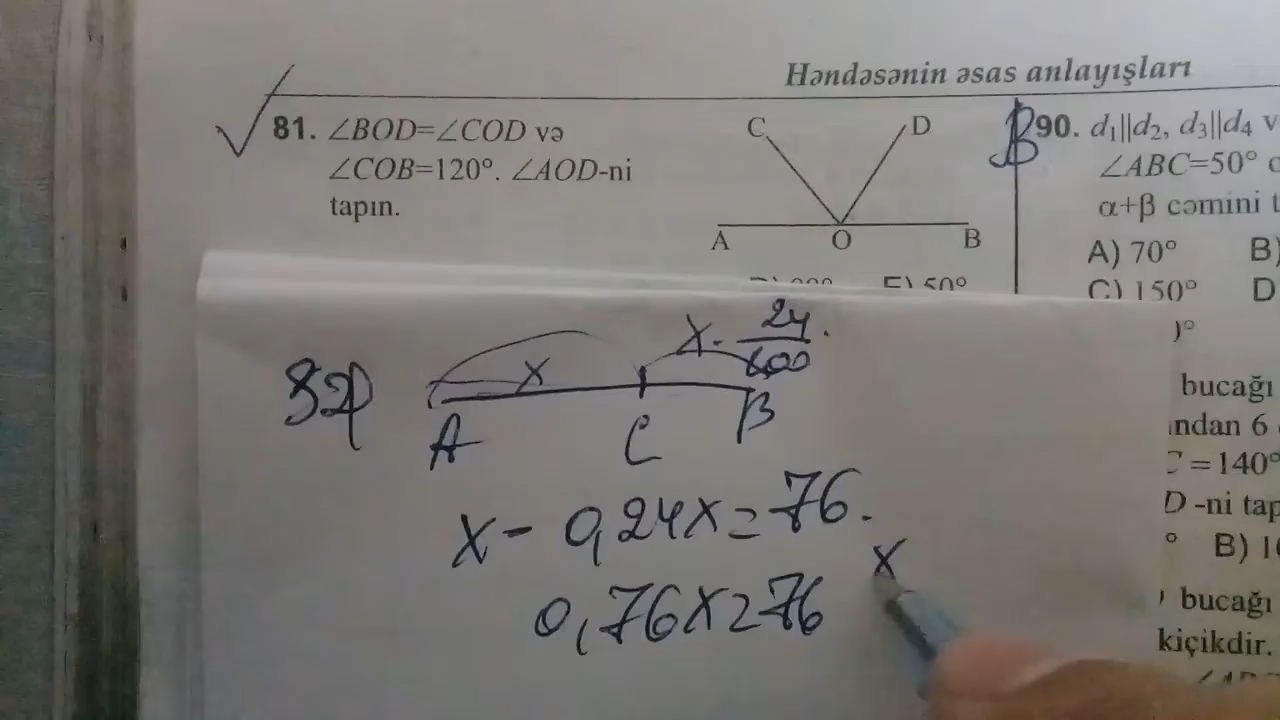 Həndəsənin əsas anlayışları
81. ∠BOD=∠COD və
∠COB=120°. ∠AOD-ni
tapın.
C D
A O B
E) 50°
90. d₁||d₂, d₃||d₄ v
∠ABC=50° o
α+β cəmini t
A) 70° B)
C) 150° D
)°
bucağı
ından 6
C=140°
D -ni tap
° B) 1
bucağı
kiçikdir.
82)
x x · 24/100
A C B
x - 0,24x = 76.
0,76x = 76
x